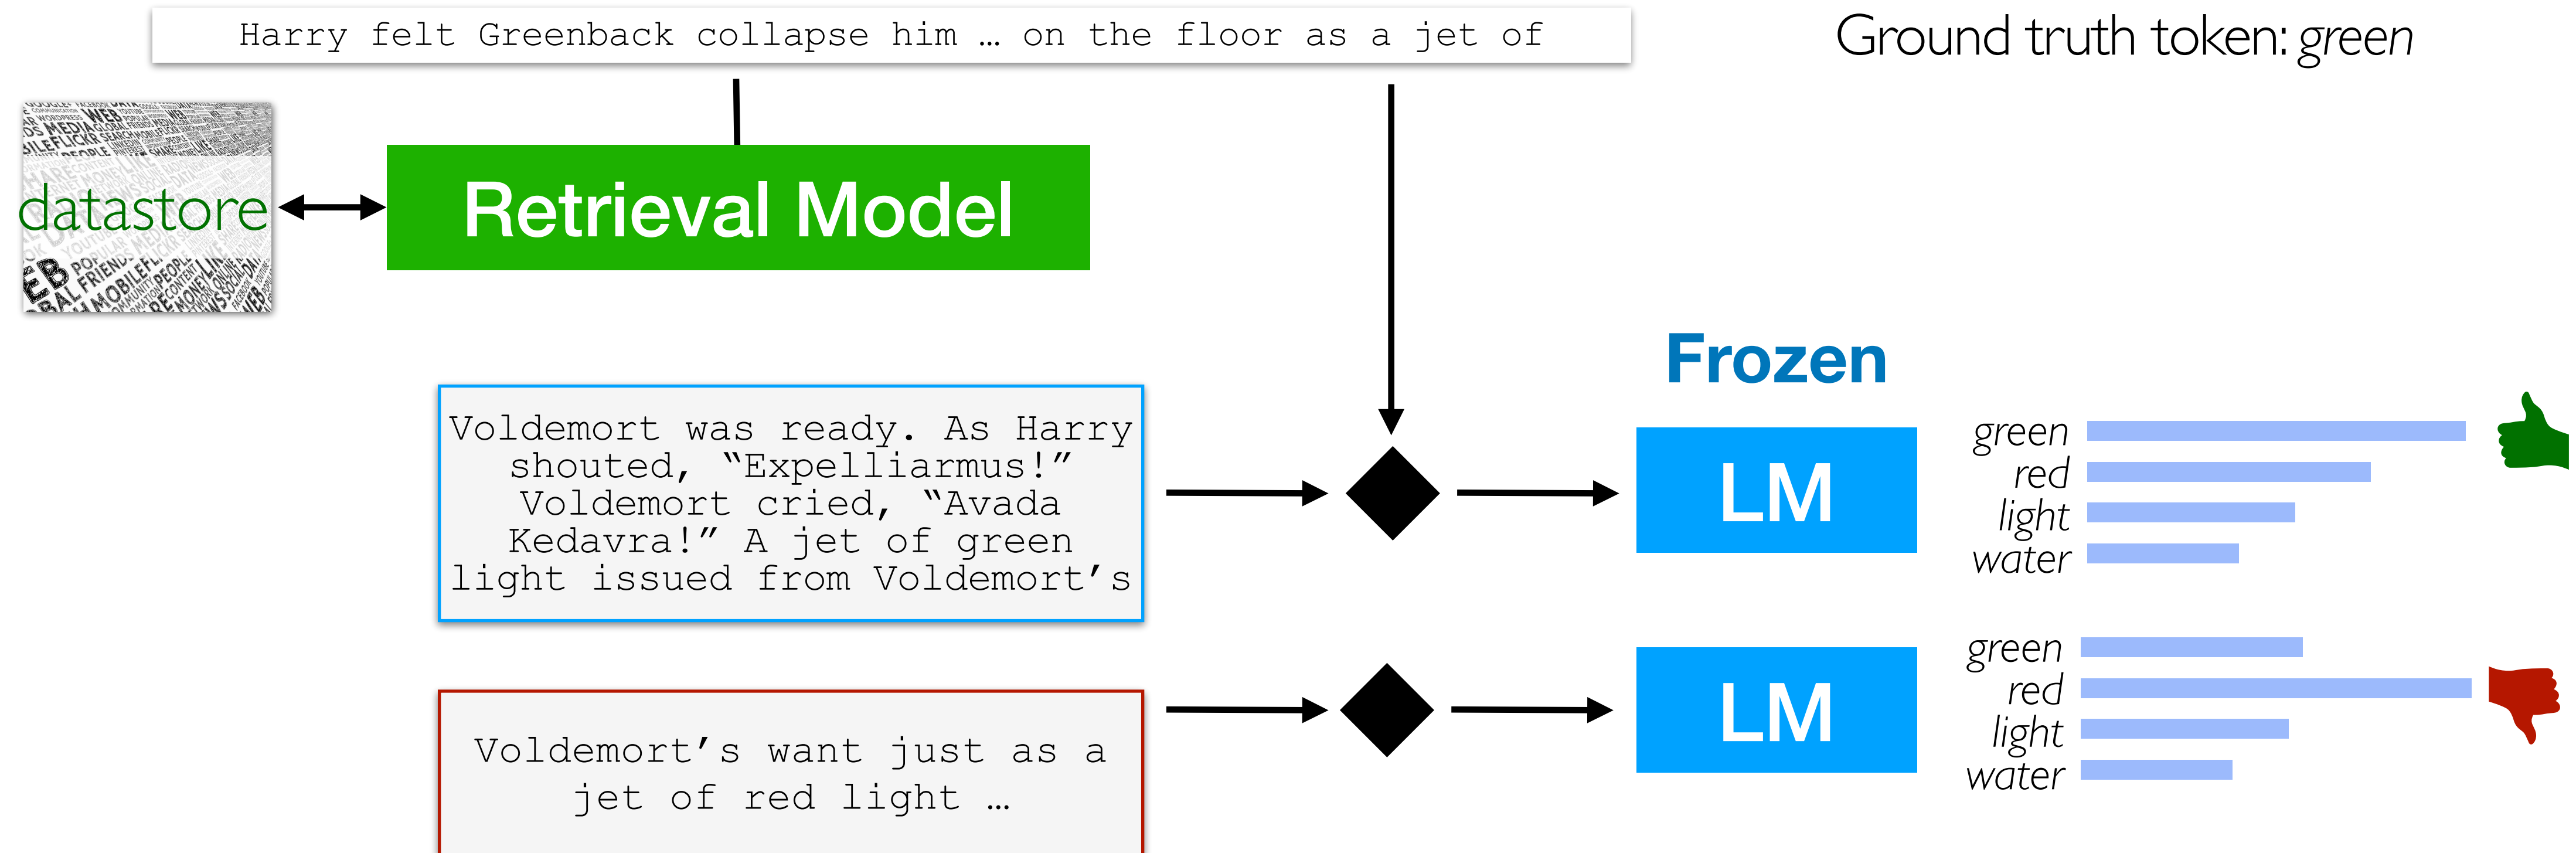 Harry felt Greenback collapse him … on the floor as a jet of
Ground truth token: green
datastore
Retrieval Model
Frozen
Voldemort was ready. As Harry
shouted, “Expelliarmus!”
Voldemort cried, “Avada
Kedavra!” A jet of green
light issued from Voldemort’s
LM
green
red
light
water
Voldemort’s want just as a
jet of red light …
LM
green
red
light
water